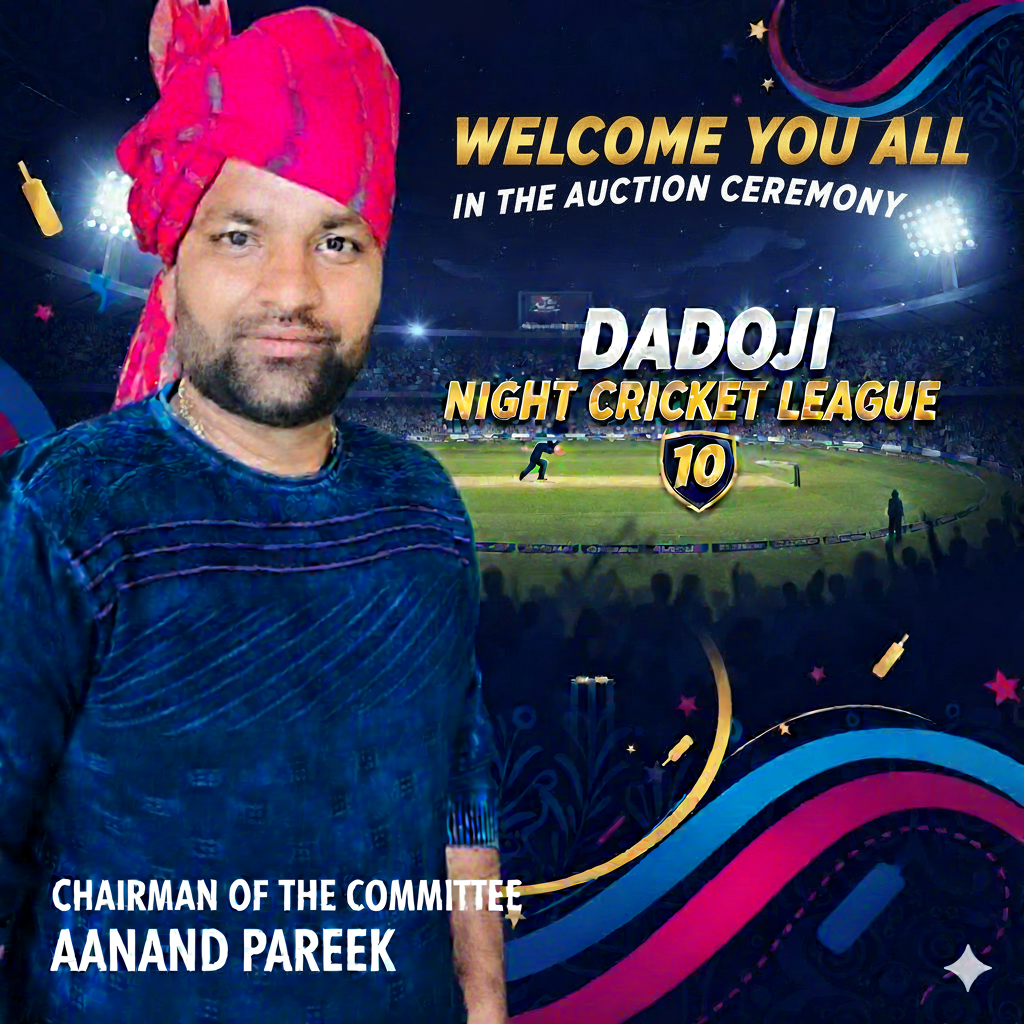 WELCOME YOU ALL
IN THE AUCTION CEREMONY
DADOJI
NIGHT CRICKET LEAGUE
10
CHAIRMAN OF THE COMMITTEE
AANAND PAREEK